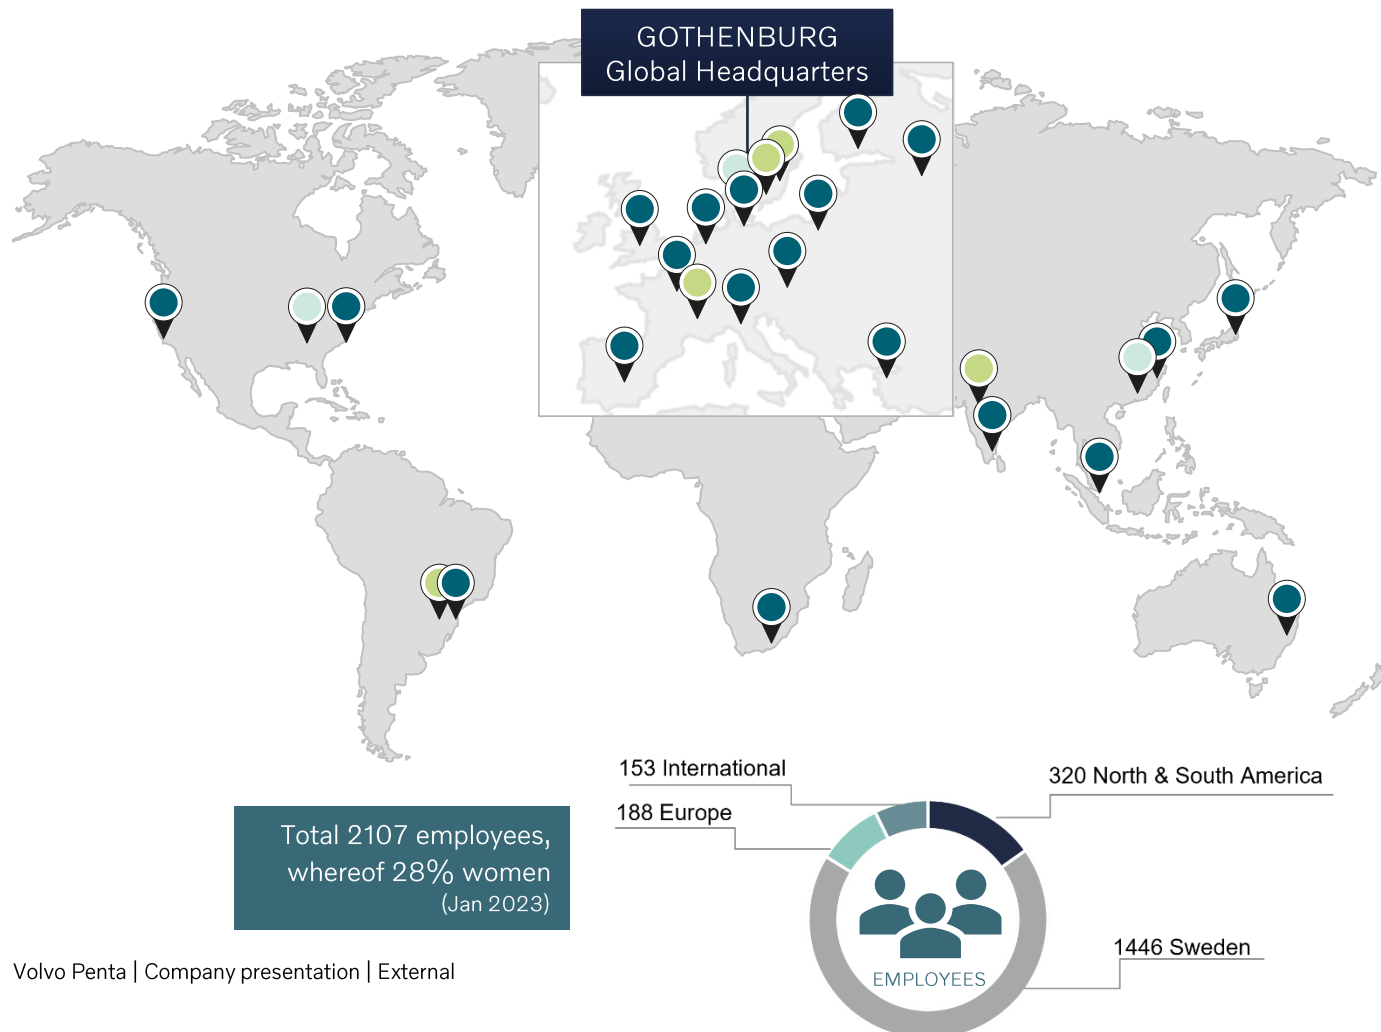 GOTHENBURG
Global Headquarters
153 International
320 North & South America
188 Europe
Total 2107 employees,
whereof 28% women
(Jan 2023)
1446 Sweden
EMPLOYEES
Volvo Penta | Company presentation | External